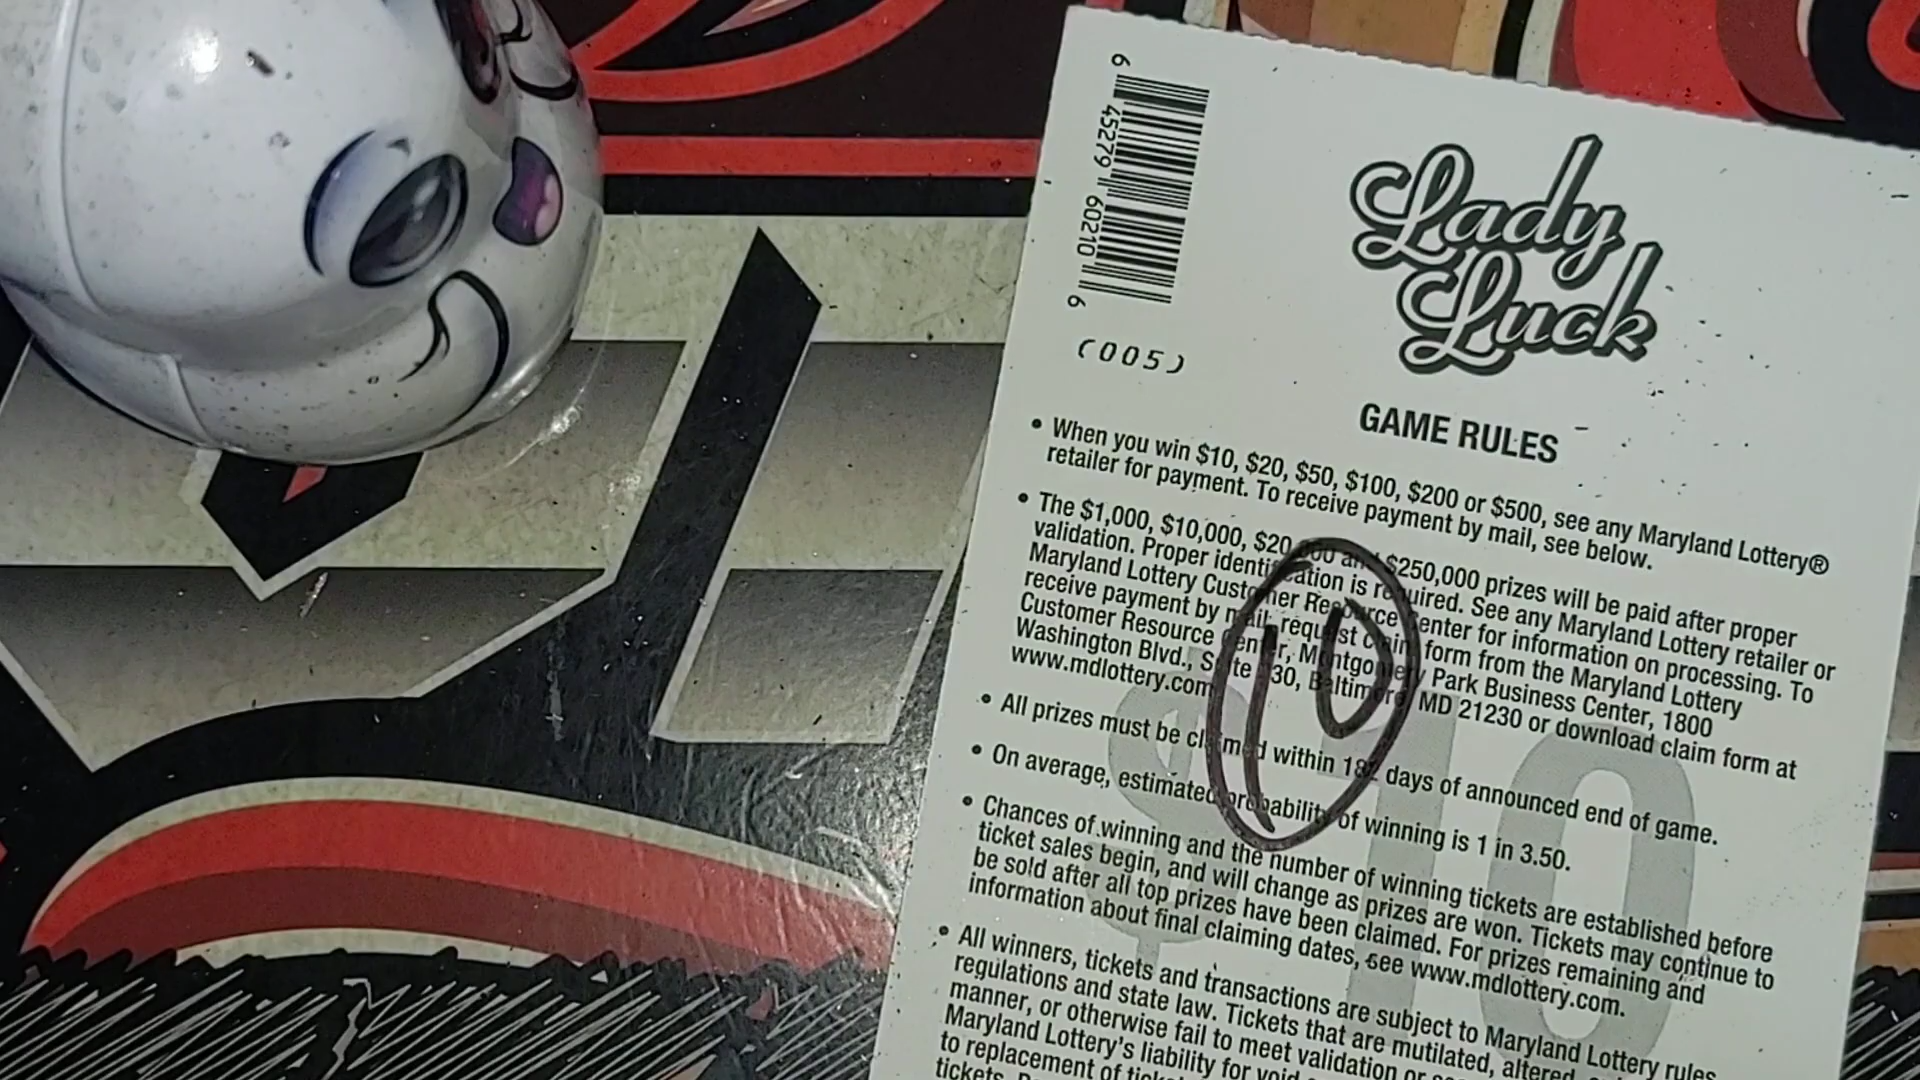 6 45279 60210 6
(005)
Lady
Luck
GAME RULES
• When you win $10, $20, $50, $100, $200 or $500, see any Maryland Lottery®
retailer for payment. To receive payment by mail, see below.
• The $1,000, $10,000, $20,000 and $250,000 prizes will be paid after proper
validation. Proper identification is required. See any Maryland Lottery retailer or
Maryland Lottery Customer Resource Center for information on processing. To
receive payment by mail, request claim form from the Maryland Lottery
Customer Resource Center, Montgomery Park Business Center, 1800
Washington Blvd., Suite 330, Baltimore, MD 21230 or download claim form at
www.mdlottery.com
• All prizes must be claimed within 182 days of announced end of game.
• On average, estimated probability of winning is 1 in 3.50.
• Chances of winning and the number of winning tickets are established before
ticket sales begin, and will change as prizes are won. Tickets may continue to
be sold after all top prizes have been claimed. For prizes remaining and
information about final claiming dates, see www.mdlottery.com.
• All winners, tickets and transactions are subject to Maryland Lottery rules,
regulations and state law. Tickets that are mutilated, altered,
manner, or otherwise fail to meet validation or
Maryland Lottery's liability for void
to replacement of
tickets.
$10
10